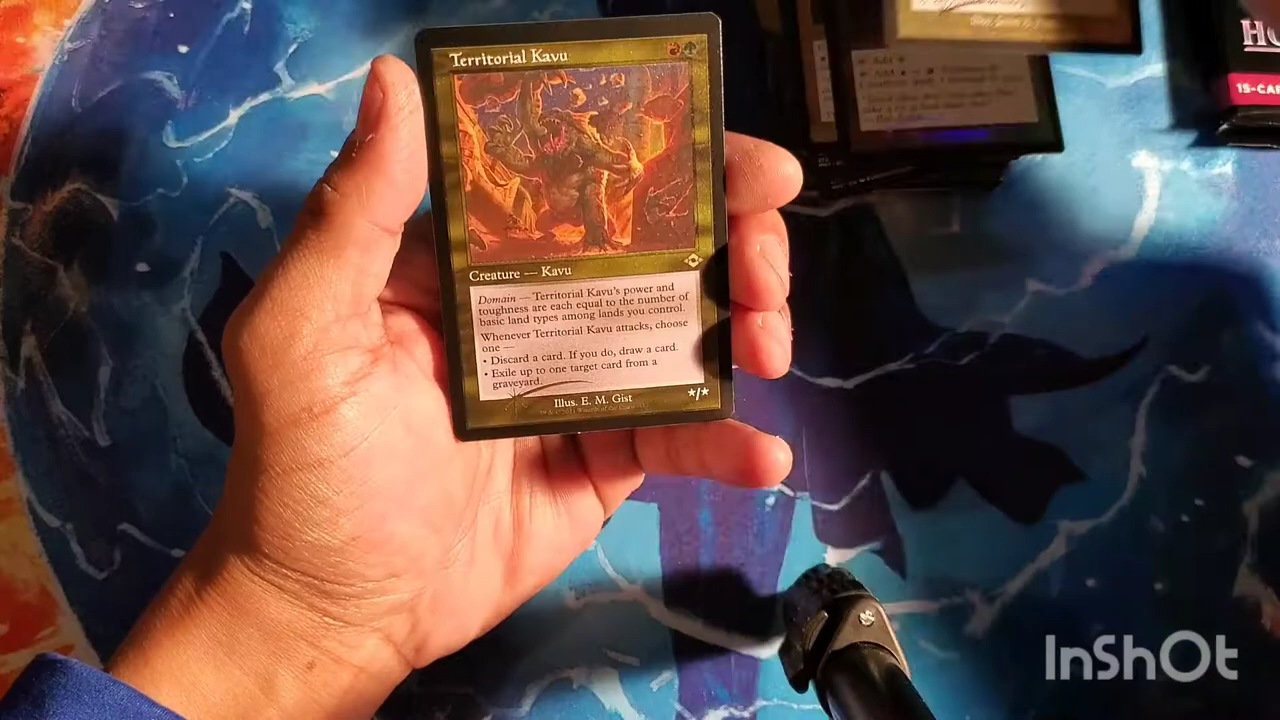 Territorial Kavu
Creature — Kavu
Domain — Territorial Kavu's power and
toughness are each equal to the number of
basic land types among lands you control.
Whenever Territorial Kavu attacks, choose
one —
• Discard a card. If you do, draw a card.
• Exile up to one target card from a
graveyard.
Illus. E. M. Gist
*/*
15-CA
InShOt